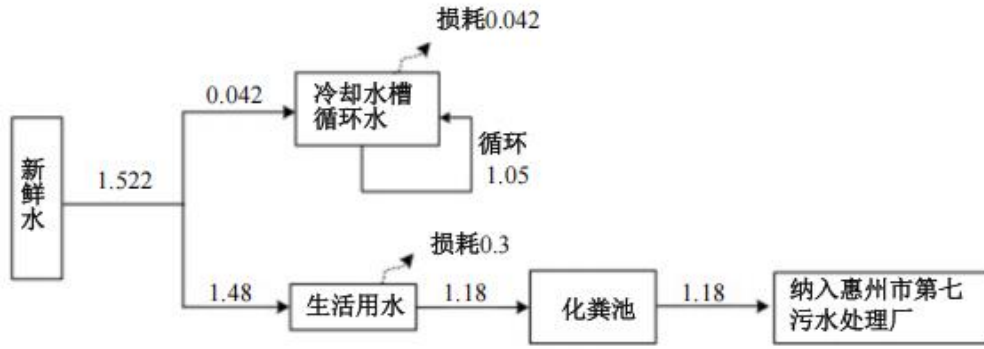 损耗0.042
0.042
冷却水槽
循环水
循环
1.05
新
鲜
水
1.522
损耗0.3
1.48
生活用水
1.18
化粪池
1.18
纳入惠州市第七
污水处理厂